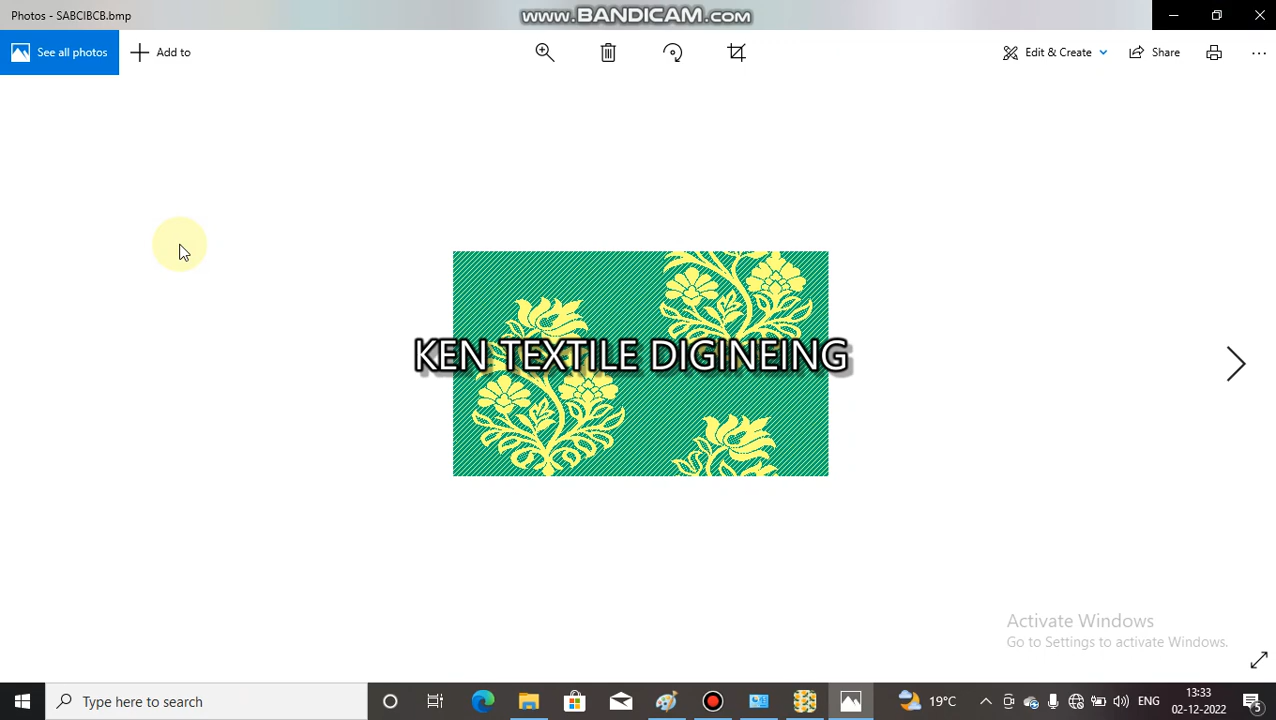 Photos - SABCIBCB.bmp
www.BANDICAM.com
See all photos
Add to
Edit & Create
Share
KEN TEXTILE DIGINEING
Activate Windows
Go to Settings to activate Windows.
Type here to search
19°C
ENG
13:33
02-12-2022
5